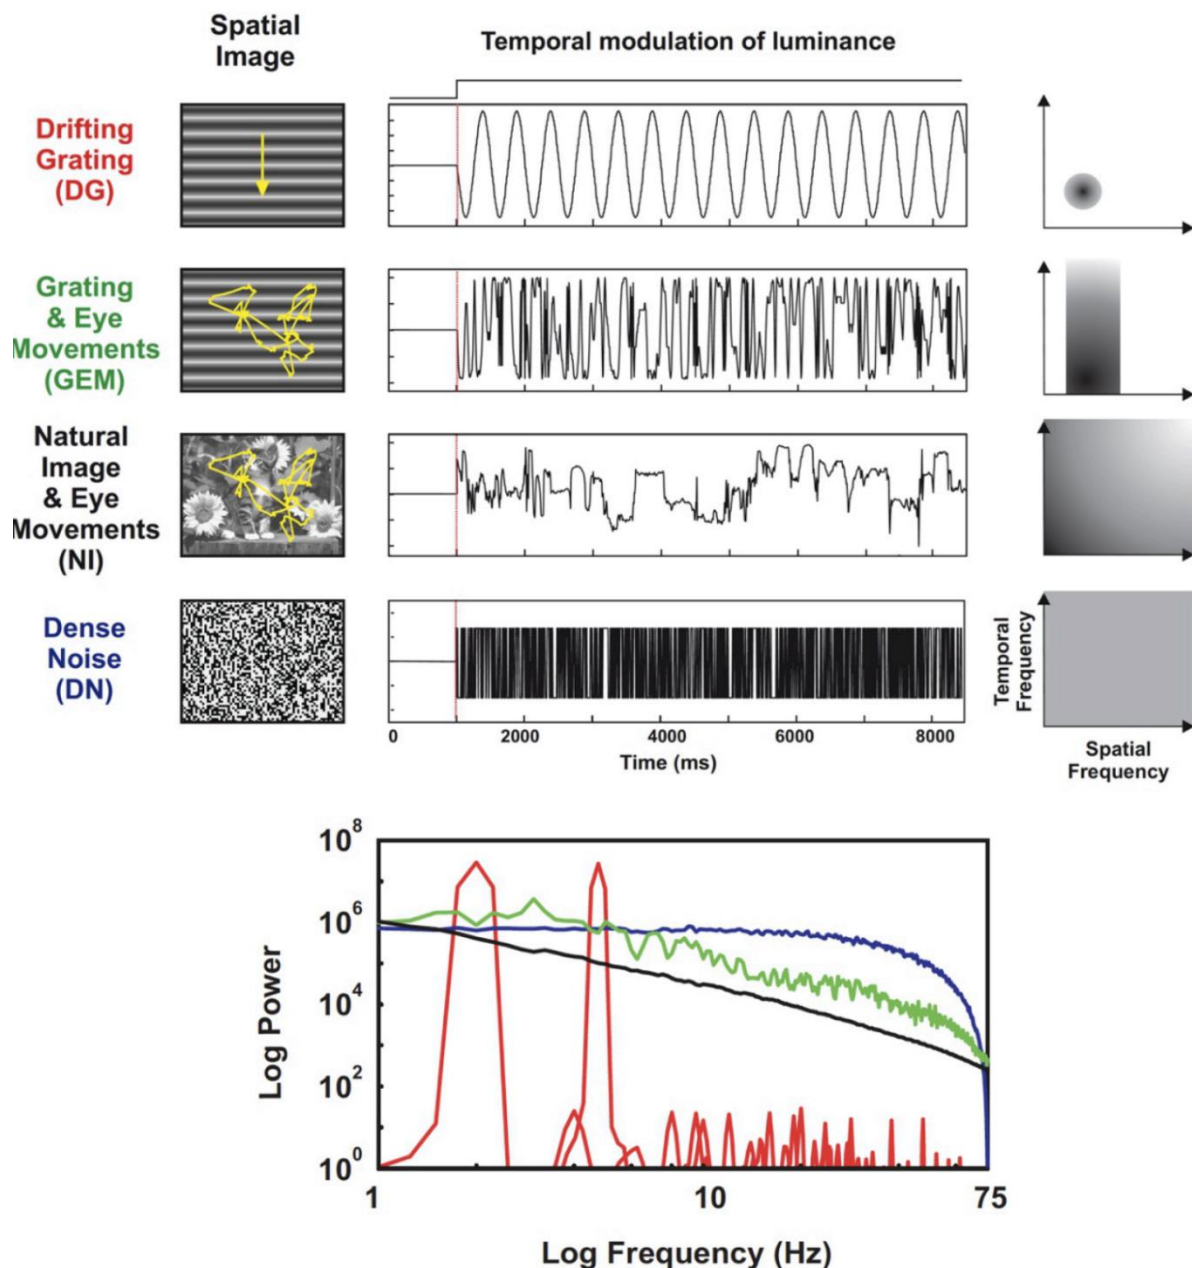 Spatial
Image
Temporal modulation of luminance
Drifting
Grating
(DG)
Grating
& Eye
Movements
(GEM)
Natural
Image
& Eye
Movements
(NI)
Dense
Noise
(DN)
Temporal
Frequency
0 2000 4000 6000 8000
Time (ms)
Spatial
Frequency
10^8
10^6
10^4
10^2
10^0
Log Power
1 10 75
Log Frequency (Hz)